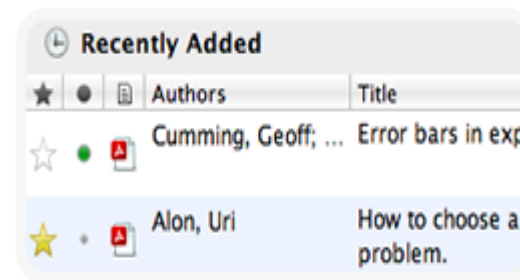 Recently Added
Authors Title
Cumming, Geoff; ... Error bars in exp
Alon, Uri How to choose a
problem.